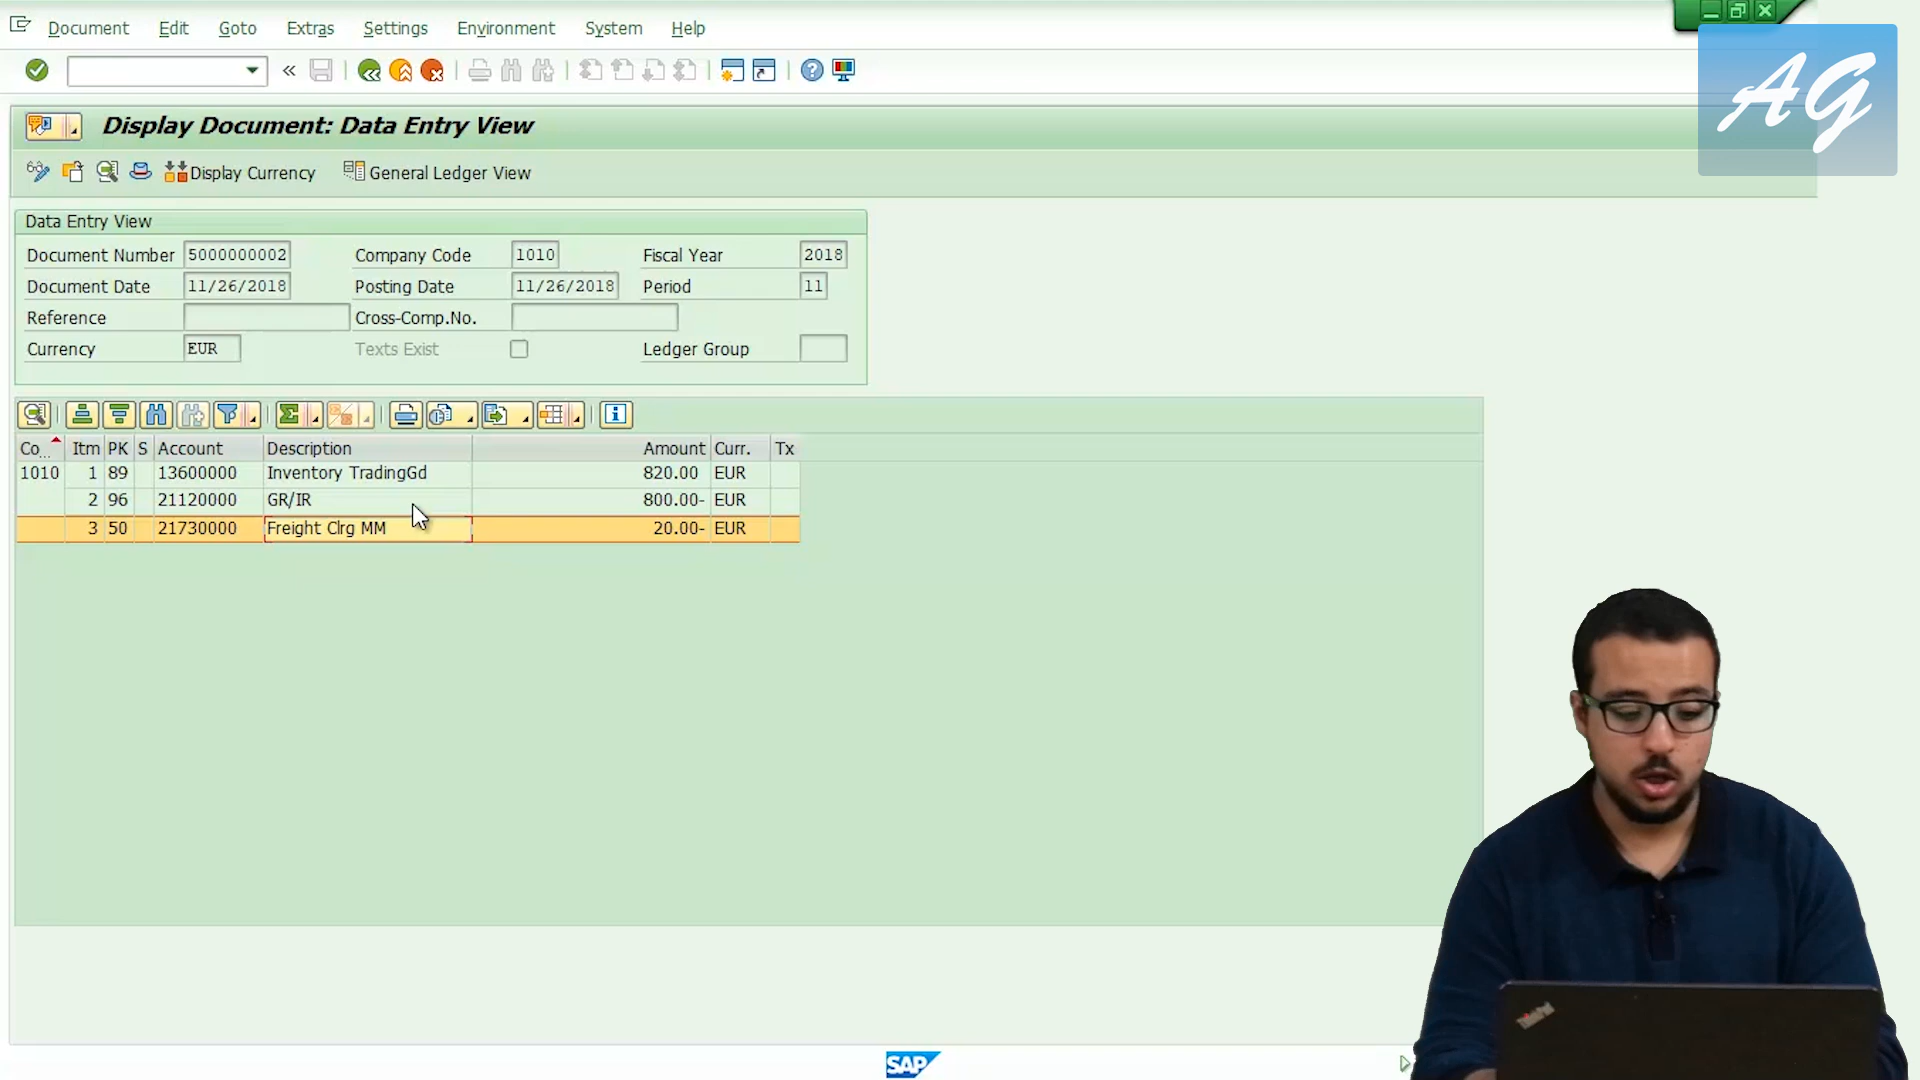 Document Edit Goto Extras Settings Environment System Help
AG
Display Document: Data Entry View
Display Currency General Ledger View
Data Entry View
Document Number 5000000002 Company Code 1010 Fiscal Year 2018
Document Date 11/26/2018 Posting Date 11/26/2018 Period 11
Reference Cross-Comp.No.
Currency EUR Texts Exist Ledger Group
Co... Itm PK S Account Description Amount Curr. Tx
1010 1 89 13600000 Inventory TradingGd 820.00 EUR
2 96 21120000 GR/IR 800.00- EUR
3 50 21730000 Freight Clrg MM 20.00- EUR
ThinkPad
SAP